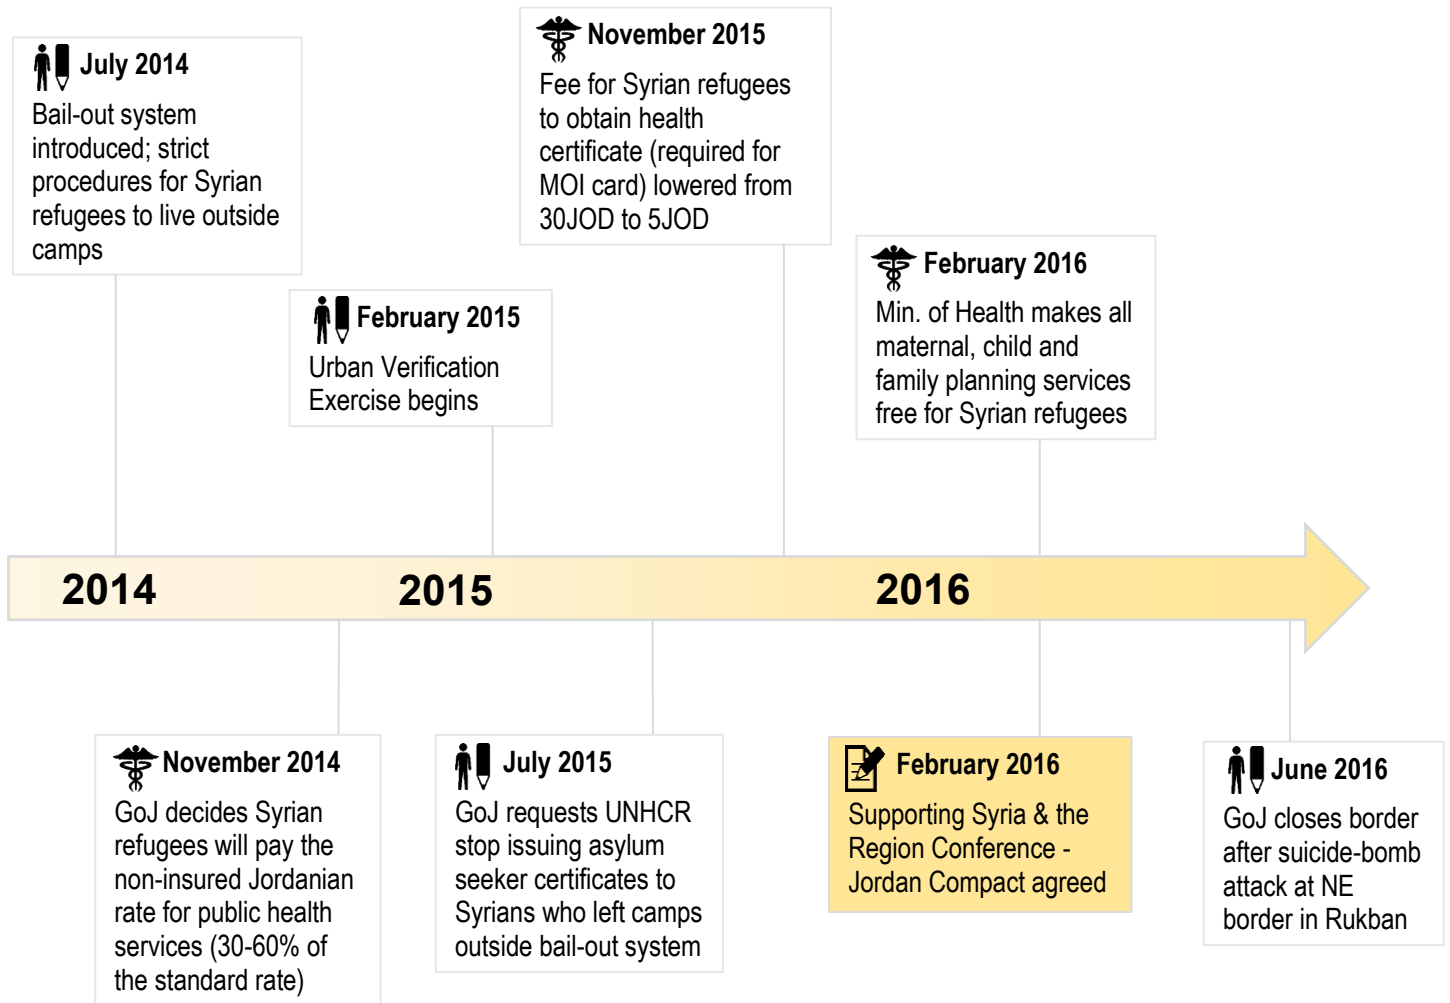 July 2014
Bail-out system
introduced; strict
procedures for Syrian
refugees to live outside
camps
November 2015
Fee for Syrian refugees
to obtain health
certificate (required for
MOI card) lowered from
30JOD to 5JOD
February 2015
Urban Verification
Exercise begins
February 2016
Min. of Health makes all
maternal, child and
family planning services
free for Syrian refugees
2014
2015
2016
November 2014
GoJ decides Syrian
refugees will pay the
non-insured Jordanian
rate for public health
services (30-60% of
the standard rate)
July 2015
GoJ requests UNHCR
stop issuing asylum
seeker certificates to
Syrians who left camps
outside bail-out system
February 2016
Supporting Syria & the
Region Conference -
Jordan Compact agreed
June 2016
GoJ closes border
after suicide-bomb
attack at NE
border in Rukban